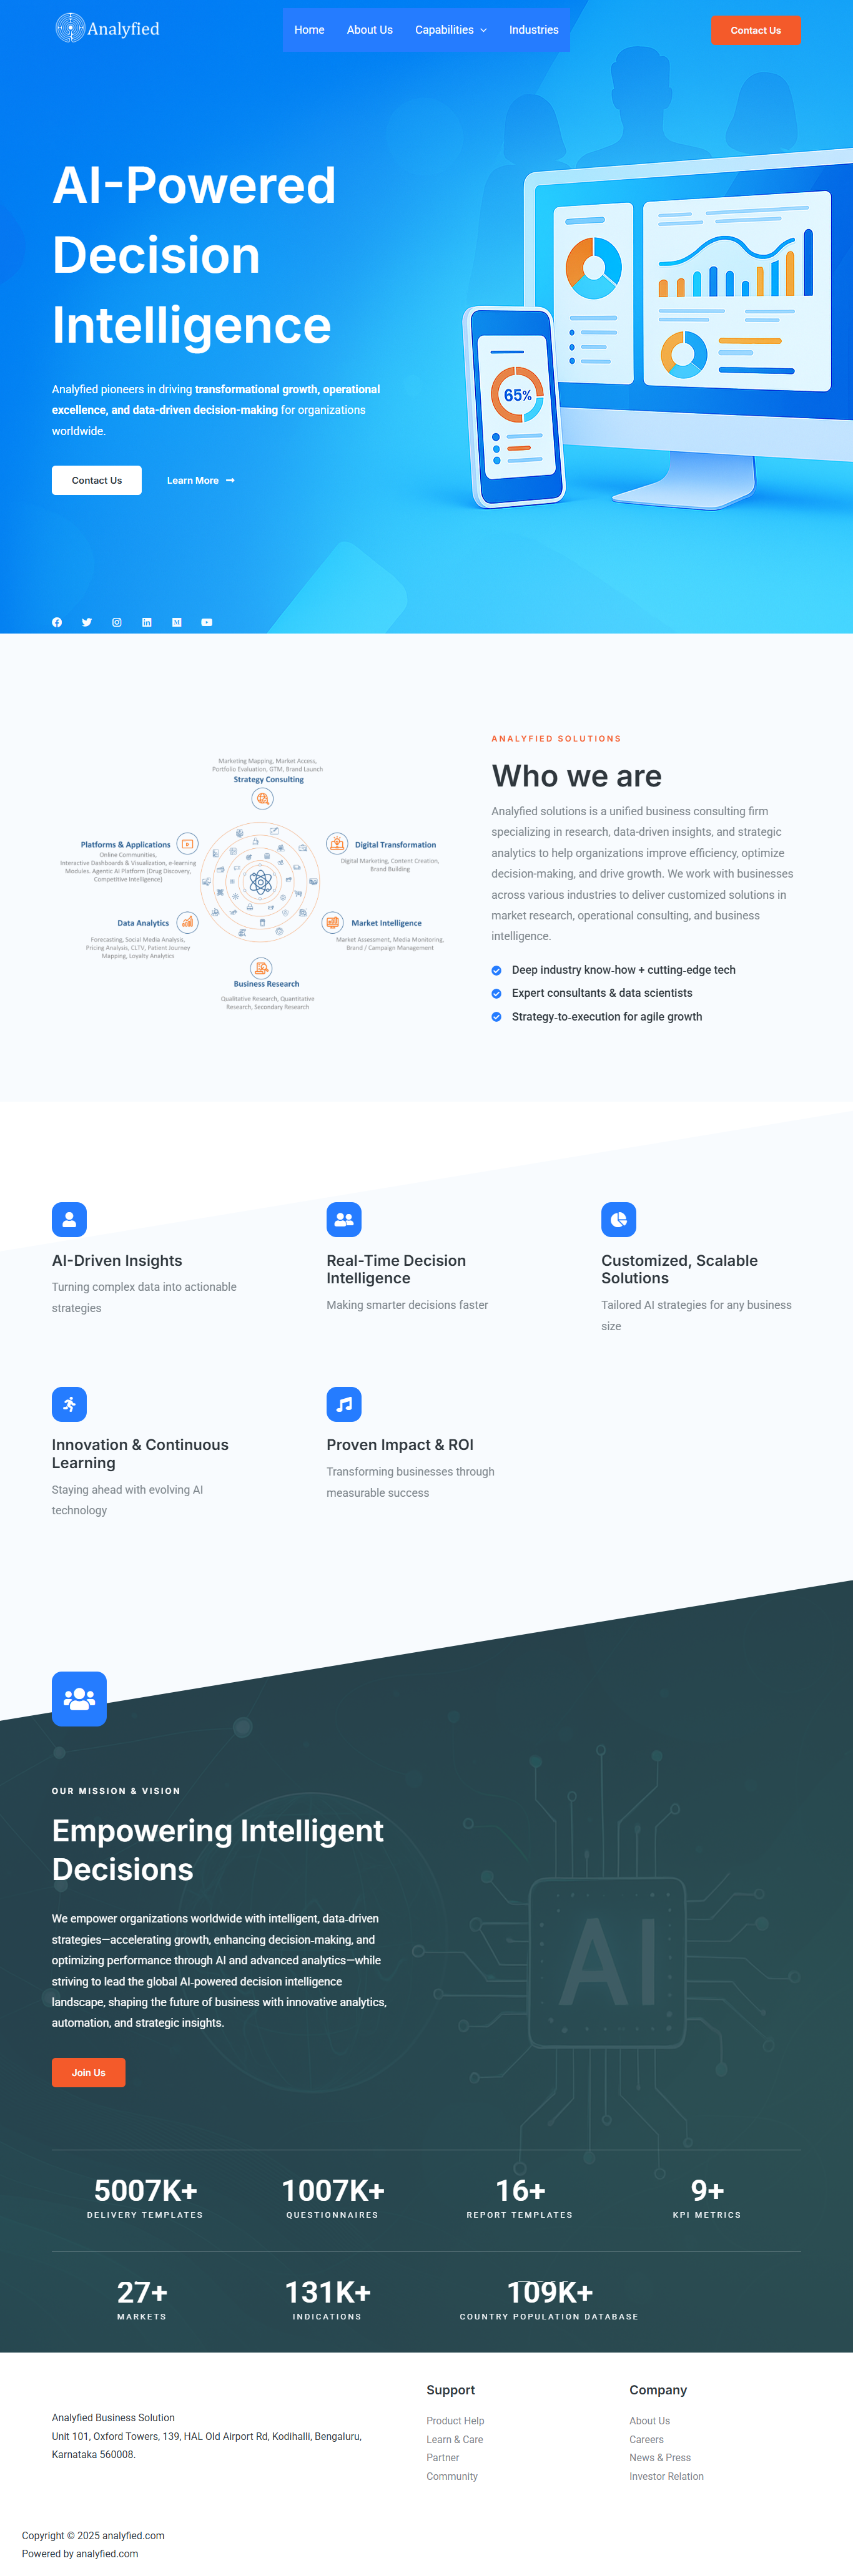 Analyfied
Home About Us Capabilities Industries
Contact Us
AI-Powered
Decision
Intelligence
65%
Analyfied pioneers in driving transformational growth, operational
excellence, and data-driven decision-making for organizations
worldwide.
Contact Us Learn More
ANALYFIED SOLUTIONS
Who we are
Analyfied solutions is a unified business consulting firm
specializing in research, data-driven insights, and strategic
analytics to help organizations improve efficiency, optimize
decision-making, and drive growth. We work with businesses
across various industries to deliver customized solutions in
market research, operational consulting, and business
intelligence.
Deep industry know-how + cutting-edge tech
Expert consultants & data scientists
Strategy-to-execution for agile growth
Marketing Mapping, Market Access,
Portfolio Evaluation, GTM, Brand Launch
Strategy Consulting
Platforms & Applications
Online Communities,
Interactive Dashboards & Visualization, e-learning
Modules. Agentic AI Platform (Drug Discovery,
Competitive Intelligence)
Digital Transformation
Digital Marketing, Content Creation,
Brand Building
Data Analytics
Forecasting, Social Media Analysis,
Pricing Analysis, CLTV, Patient Journey
Mapping, Loyalty Analytics
Market Intelligence
Market Assessment, Media Monitoring,
Brand / Campaign Management
Business Research
Qualitative Research, Quantitative
Research, Secondary Research
AI-Driven Insights
Turning complex data into actionable
strategies
Real-Time Decision
Intelligence
Making smarter decisions faster
Customized, Scalable
Solutions
Tailored AI strategies for any business
size
Innovation & Continuous
Learning
Staying ahead with evolving AI
technology
Proven Impact & ROI
Transforming businesses through
measurable success
OUR MISSION & VISION
Empowering Intelligent
Decisions
We empower organizations worldwide with intelligent, data-driven
strategies—accelerating growth, enhancing decision-making, and
optimizing performance through AI and advanced analytics—while
striving to lead the global AI-powered decision intelligence
landscape, shaping the future of business with innovative analytics,
automation, and strategic insights.
AI
Join Us
5007K+ 1007K+ 16+ 9+
DELIVERY TEMPLATES QUESTIONNAIRES REPORT TEMPLATES KPI METRICS
27+ 131K+ 109K+
MARKETS INDICATIONS COUNTRY POPULATION DATABASE
Analyfied Business Solution
Unit 101, Oxford Towers, 139, HAL Old Airport Rd, Kodihalli, Bengaluru,
Karnataka 560008.
Support
Product Help
Learn & Care
Partner
Community
Company
About Us
Careers
News & Press
Investor Relation
Copyright © 2025 analyfied.com
Powered by analyfied.com